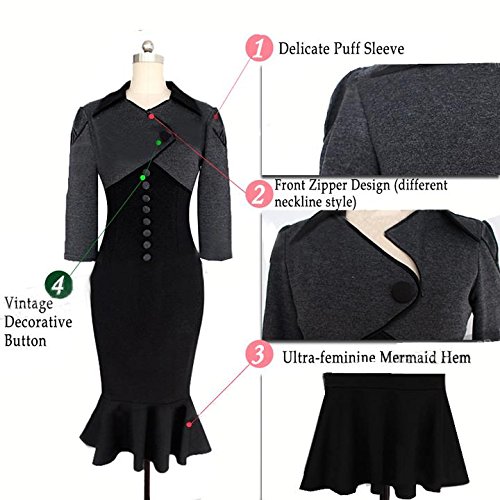 1 Delicate Puff Sleeve
2 Front Zipper Design (different
neckline style)
3 Ultra-feminine Mermaid Hem
4
Vintage
Decorative
Button